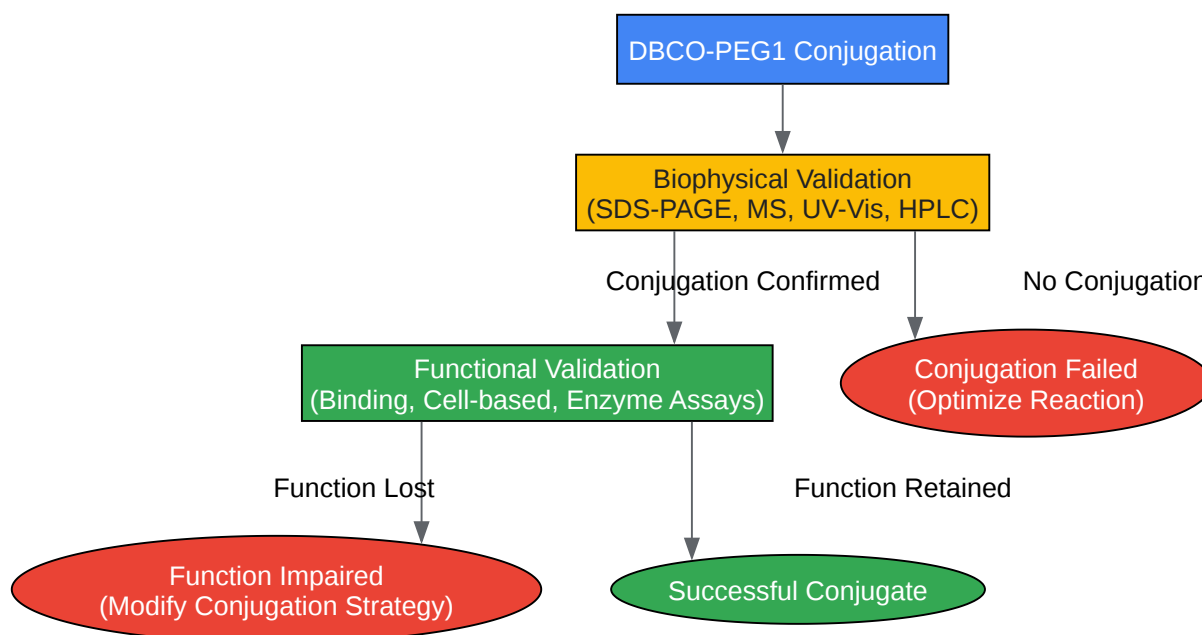 DBCO-PEG1 Conjugation
Biophysical Validation
(SDS-PAGE, MS, UV-Vis, HPLC)
Conjugation Confirmed
No Conjugation
Functional Validation
(Binding, Cell-based, Enzyme Assays)
Conjugation Failed
(Optimize Reaction)
Function Lost
Function Retained
Function Impaired
(Modify Conjugation Strategy)
Successful Conjugate